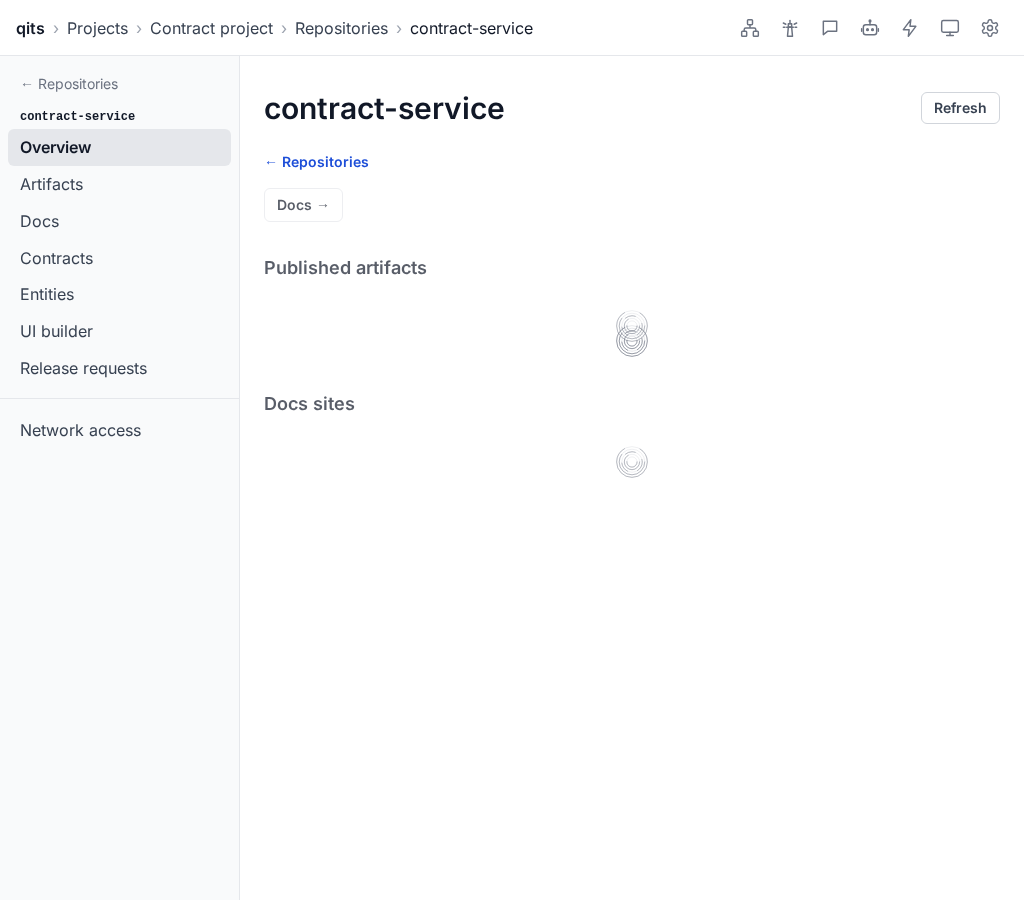 qits › Projects › Contract project › Repositories › contract-service
← Repositories
contract-service
Overview
Artifacts
Docs
Contracts
Entities
UI builder
Release requests
Network access
contract-service
Refresh
← Repositories
Docs →
Published artifacts
Docs sites